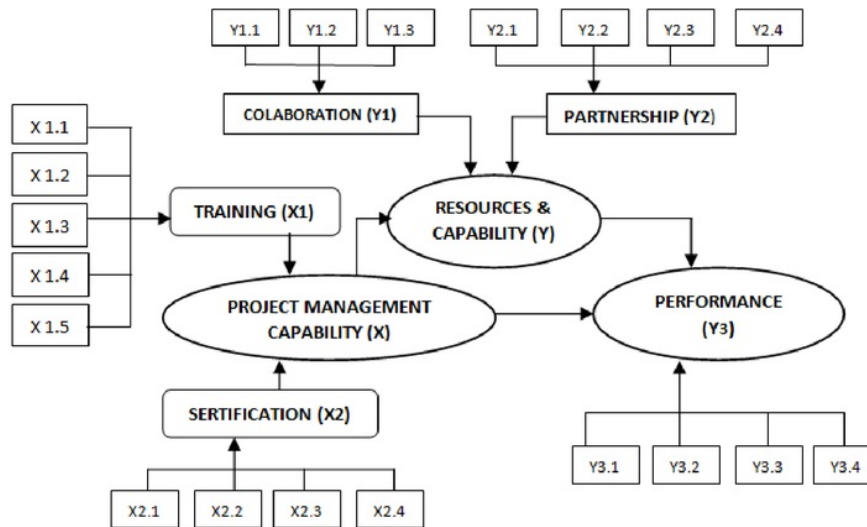 Y1.1
Y1.2
Y1.3
Y2.1
Y2.2
Y2.3
Y2.4
COLABORATION (Y1)
PARTNERSHIP (Y2)
X 1.1
X 1.2
X 1.3
X 1.4
X 1.5
TRAINING (X1)
RESOURCES &
CAPABILITY (Y)
PROJECT MANAGEMENT
CAPABILITY (X)
PERFORMANCE
(Y3)
SERTIFICATION (X2)
X2.1
X2.2
X2.3
X2.4
Y3.1
Y3.2
Y3.3
Y3.4